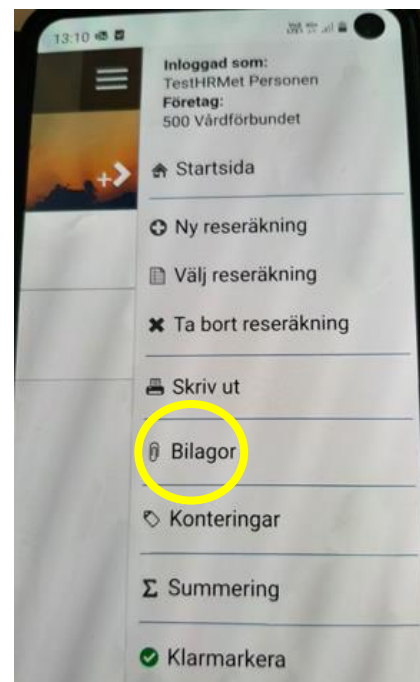 13:10
Inloggad som:
TestHRMet Personen
Företag:
500 Vårdförbundet
Startsida
Ny reseräkning
Välj reseräkning
Ta bort reseräkning
Skriv ut
Bilagor
Konteringar
Σ Summering
Klarmarkera